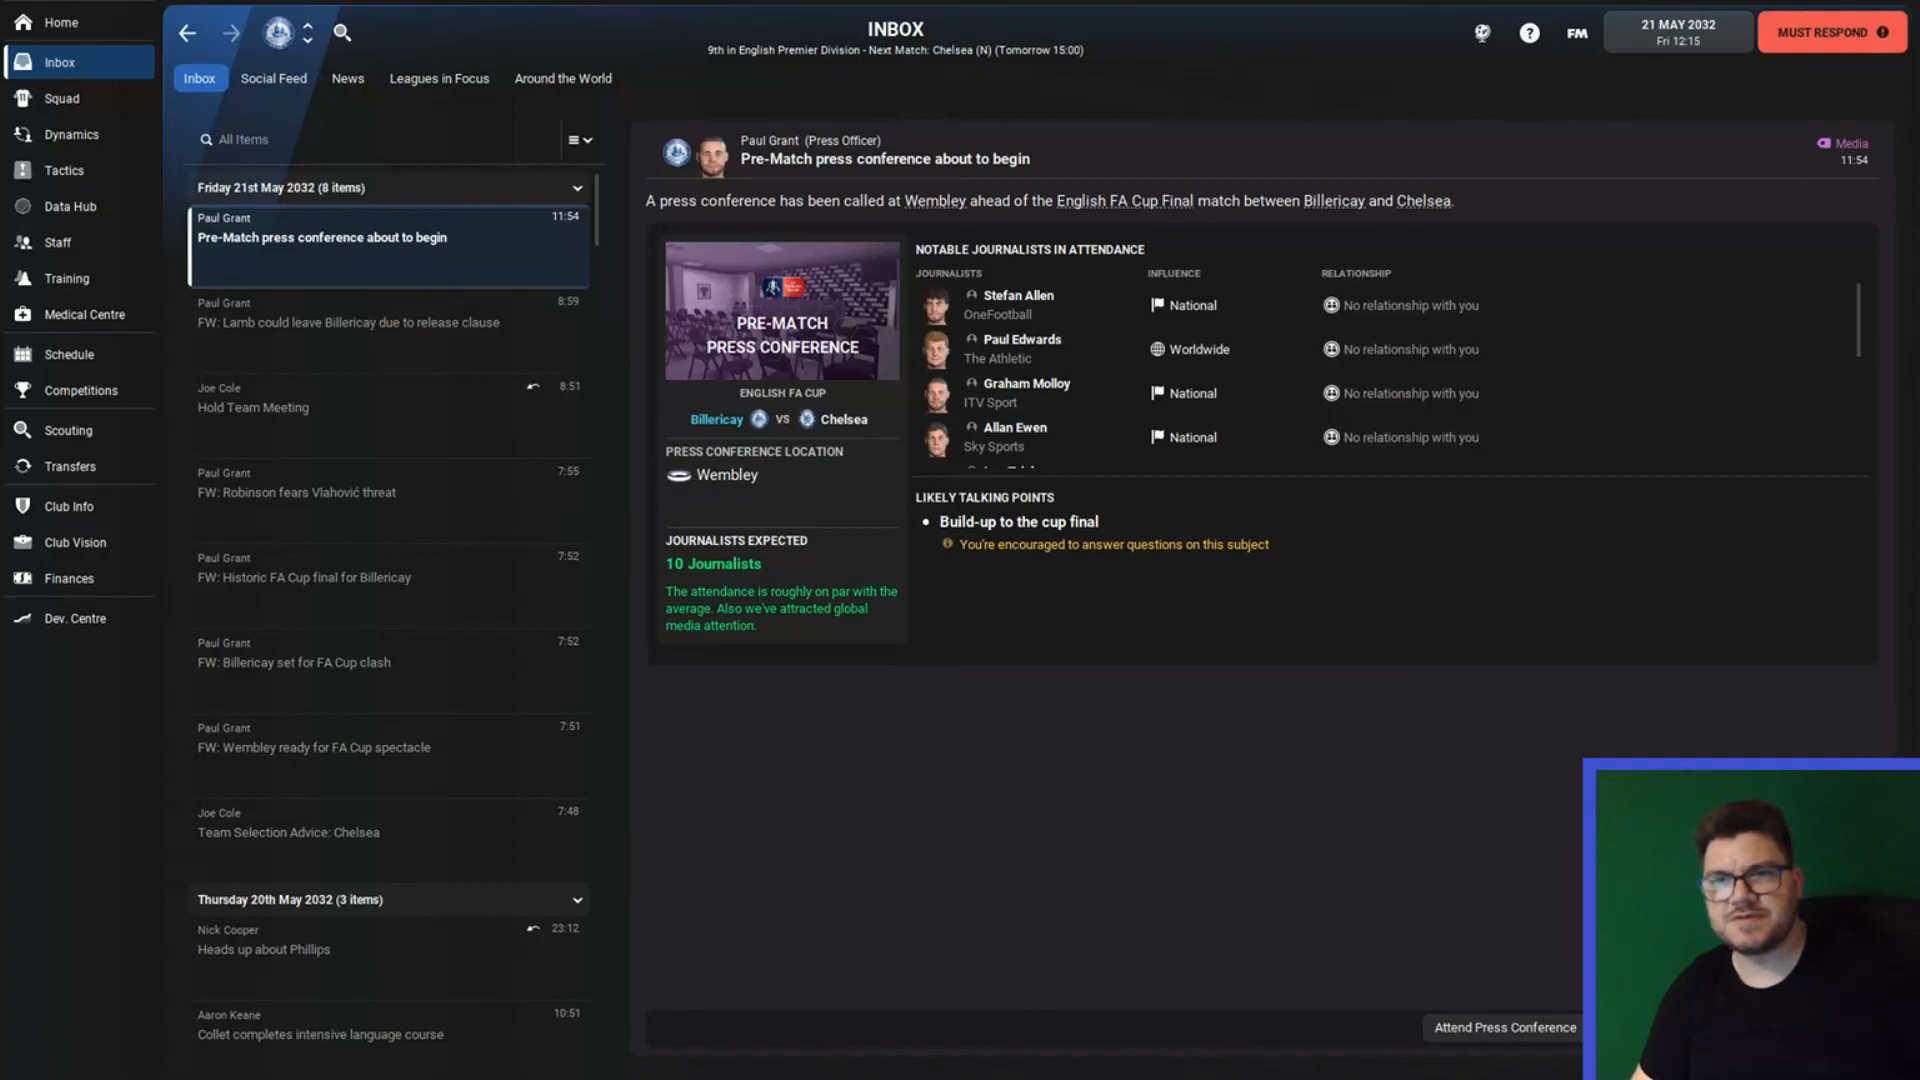 Home
Inbox
Squad
Dynamics
Tactics
Data Hub
Staff
Training
Medical Centre
Schedule
Competitions
Scouting
Transfers
Club Info
Club Vision
Finances
Dev. Centre
INBOX
9th in English Premier Division - Next Match: Chelsea (N) (Tomorrow 15:00)
FM
21 MAY 2032
Fri 12:15
MUST RESPOND
Inbox Social Feed News Leagues in Focus Around the World
All Items
Friday 21st May 2032 (8 items)
Paul Grant 11:54
Pre-Match press conference about to begin
Paul Grant 8:59
FW: Lamb could leave Billericay due to release clause
Joe Cole 8:51
Hold Team Meeting
Paul Grant 7:55
FW: Robinson fears Vlahović threat
Paul Grant 7:52
FW: Historic FA Cup final for Billericay
Paul Grant 7:52
FW: Billericay set for FA Cup clash
Paul Grant 7:51
FW: Wembley ready for FA Cup spectacle
Joe Cole 7:48
Team Selection Advice: Chelsea
Thursday 20th May 2032 (3 items)
Nick Cooper 23:12
Heads up about Phillips
Aaron Keane 10:51
Collet completes intensive language course
Paul Grant (Press Officer)
Pre-Match press conference about to begin
Media
11:54
A press conference has been called at Wembley ahead of the English FA Cup Final match between Billericay and Chelsea.
PRE-MATCH
PRESS CONFERENCE
ENGLISH FA CUP
Billericay VS Chelsea
PRESS CONFERENCE LOCATION
Wembley
JOURNALISTS EXPECTED
10 Journalists
The attendance is roughly on par with the
average. Also we've attracted global
media attention.
NOTABLE JOURNALISTS IN ATTENDANCE
JOURNALISTS INFLUENCE RELATIONSHIP
Stefan Allen
OneFootball
National
No relationship with you
Paul Edwards
The Athletic
Worldwide
No relationship with you
Graham Molloy
ITV Sport
National
No relationship with you
Allan Ewen
Sky Sports
National
No relationship with you
LIKELY TALKING POINTS
• Build-up to the cup final
You're encouraged to answer questions on this subject
Attend Press Conference